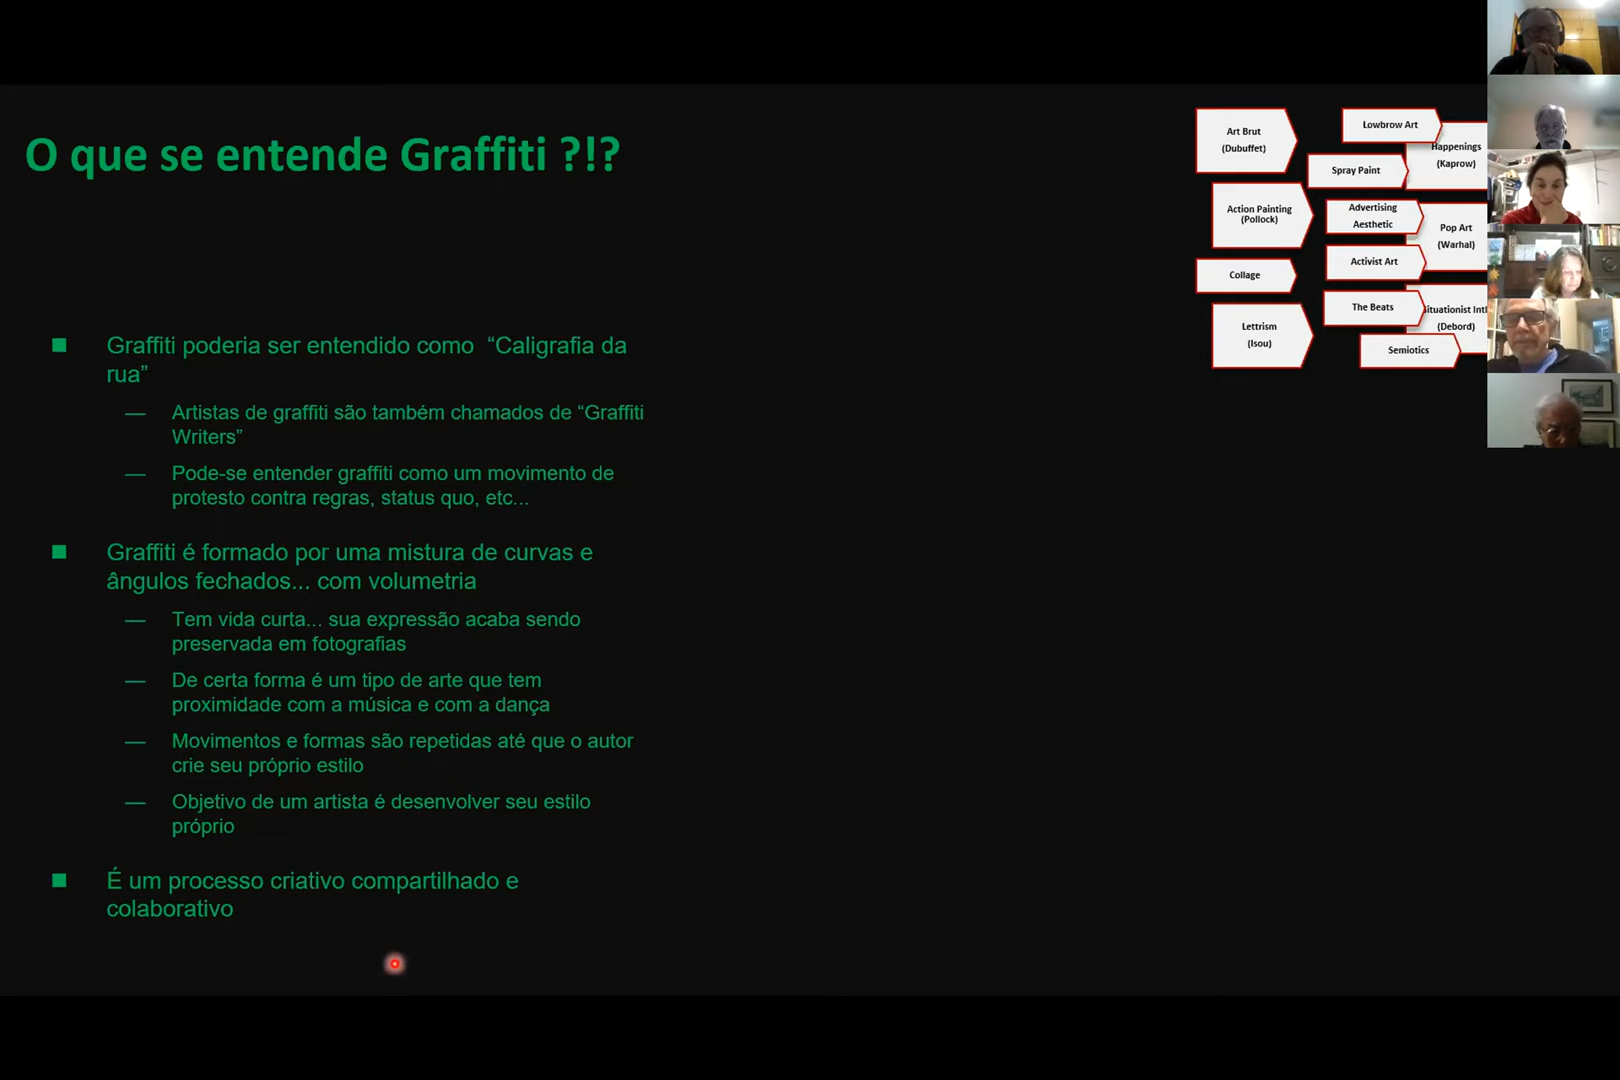 O que se entende Graffiti ?!?
Graffiti poderia ser entendido como “Caligrafia da
rua”
— Artistas de graffiti são também chamados de “Graffiti
Writers”
— Pode-se entender graffiti como um movimento de
protesto contra regras, status quo, etc...
Graffiti é formado por uma mistura de curvas e
ângulos fechados... com volumetria
— Tem vida curta... sua expressão acaba sendo
preservada em fotografias
— De certa forma é um tipo de arte que tem
proximidade com a música e com a dança
— Movimentos e formas são repetidas até que o autor
crie seu próprio estilo
— Objetivo de um artista é desenvolver seu estilo
próprio
É um processo criativo compartilhado e
colaborativo
Art Brut
(Dubuffet)
Action Painting
(Pollock)
Collage
Lettrism
(Isou)
Lowbrow Art
Spray Paint
Advertising
Aesthetic
Activist Art
The Beats
Semiotics
Happenings
(Kaprow)
Pop Art
(Warhal)
(Debord)